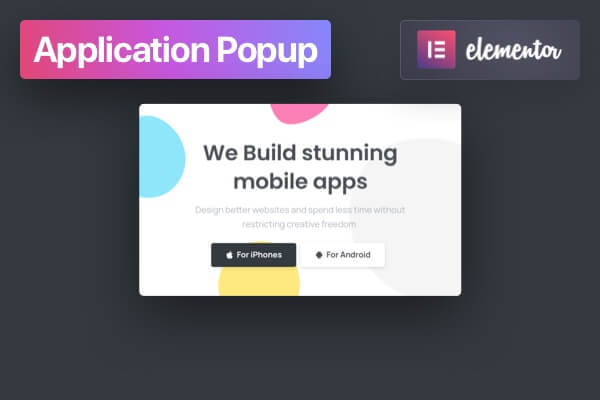 Application Popup
elementor
We Build stunning
mobile apps
Design better websites and spend less time without
restricting creative freedom
For iPhones
For Android